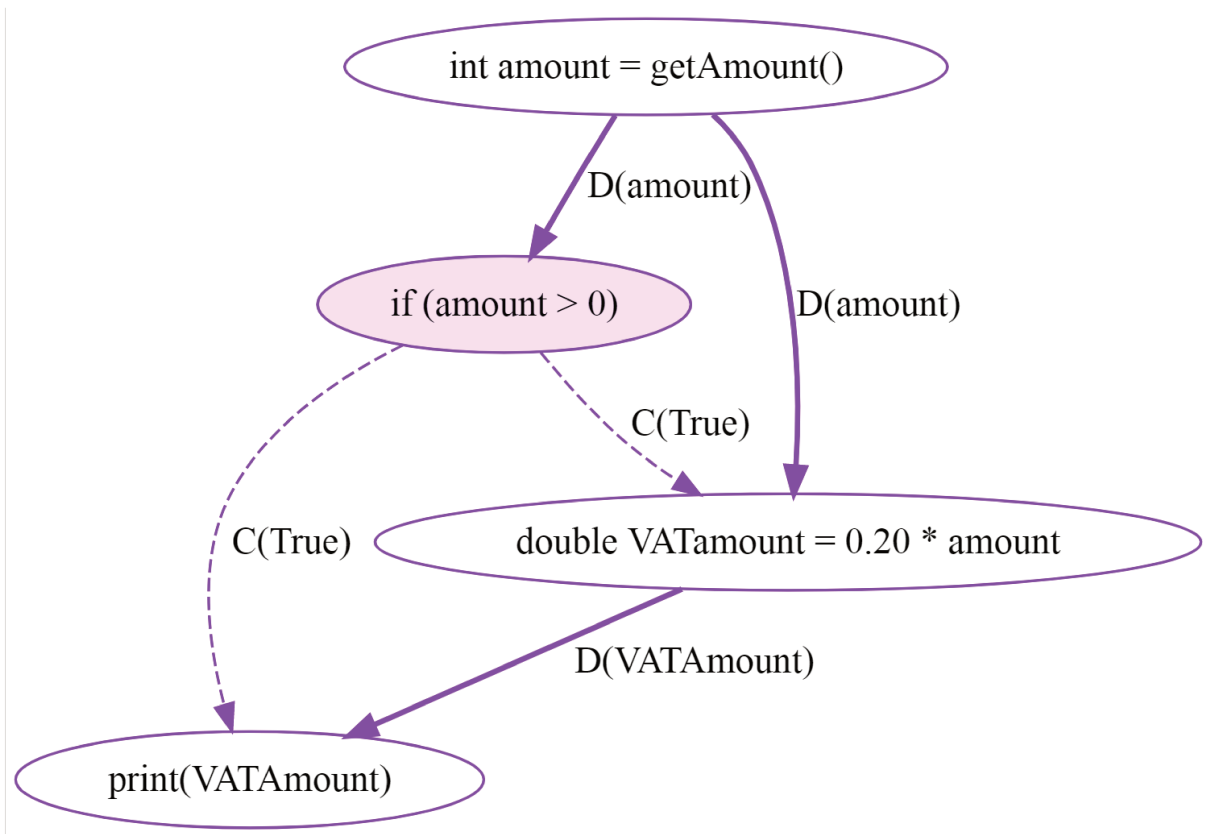 int amount = getAmount()
D(amount)
if (amount > 0)
D(amount)
C(True)
C(True)
double VATamount = 0.20 * amount
D(VATAmount)
print(VATAmount)